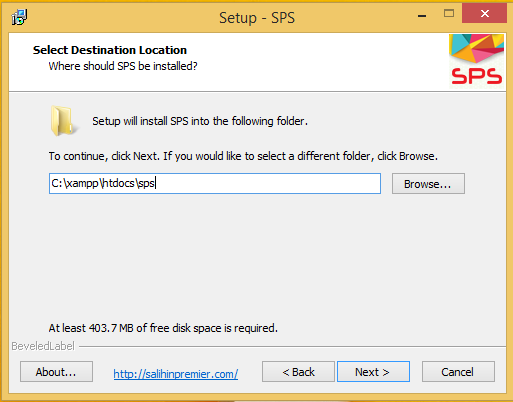 Setup - SPS
Select Destination Location
Where should SPS be installed?
SPS
Setup will install SPS into the following folder.
To continue, click Next. If you would like to select a different folder, click Browse.
C:\xampp\htdocs\sps
Browse...
At least 403.7 MB of free disk space is required.
BeveledLabel
About...
http://salihinpremier.com/
< Back
Next >
Cancel